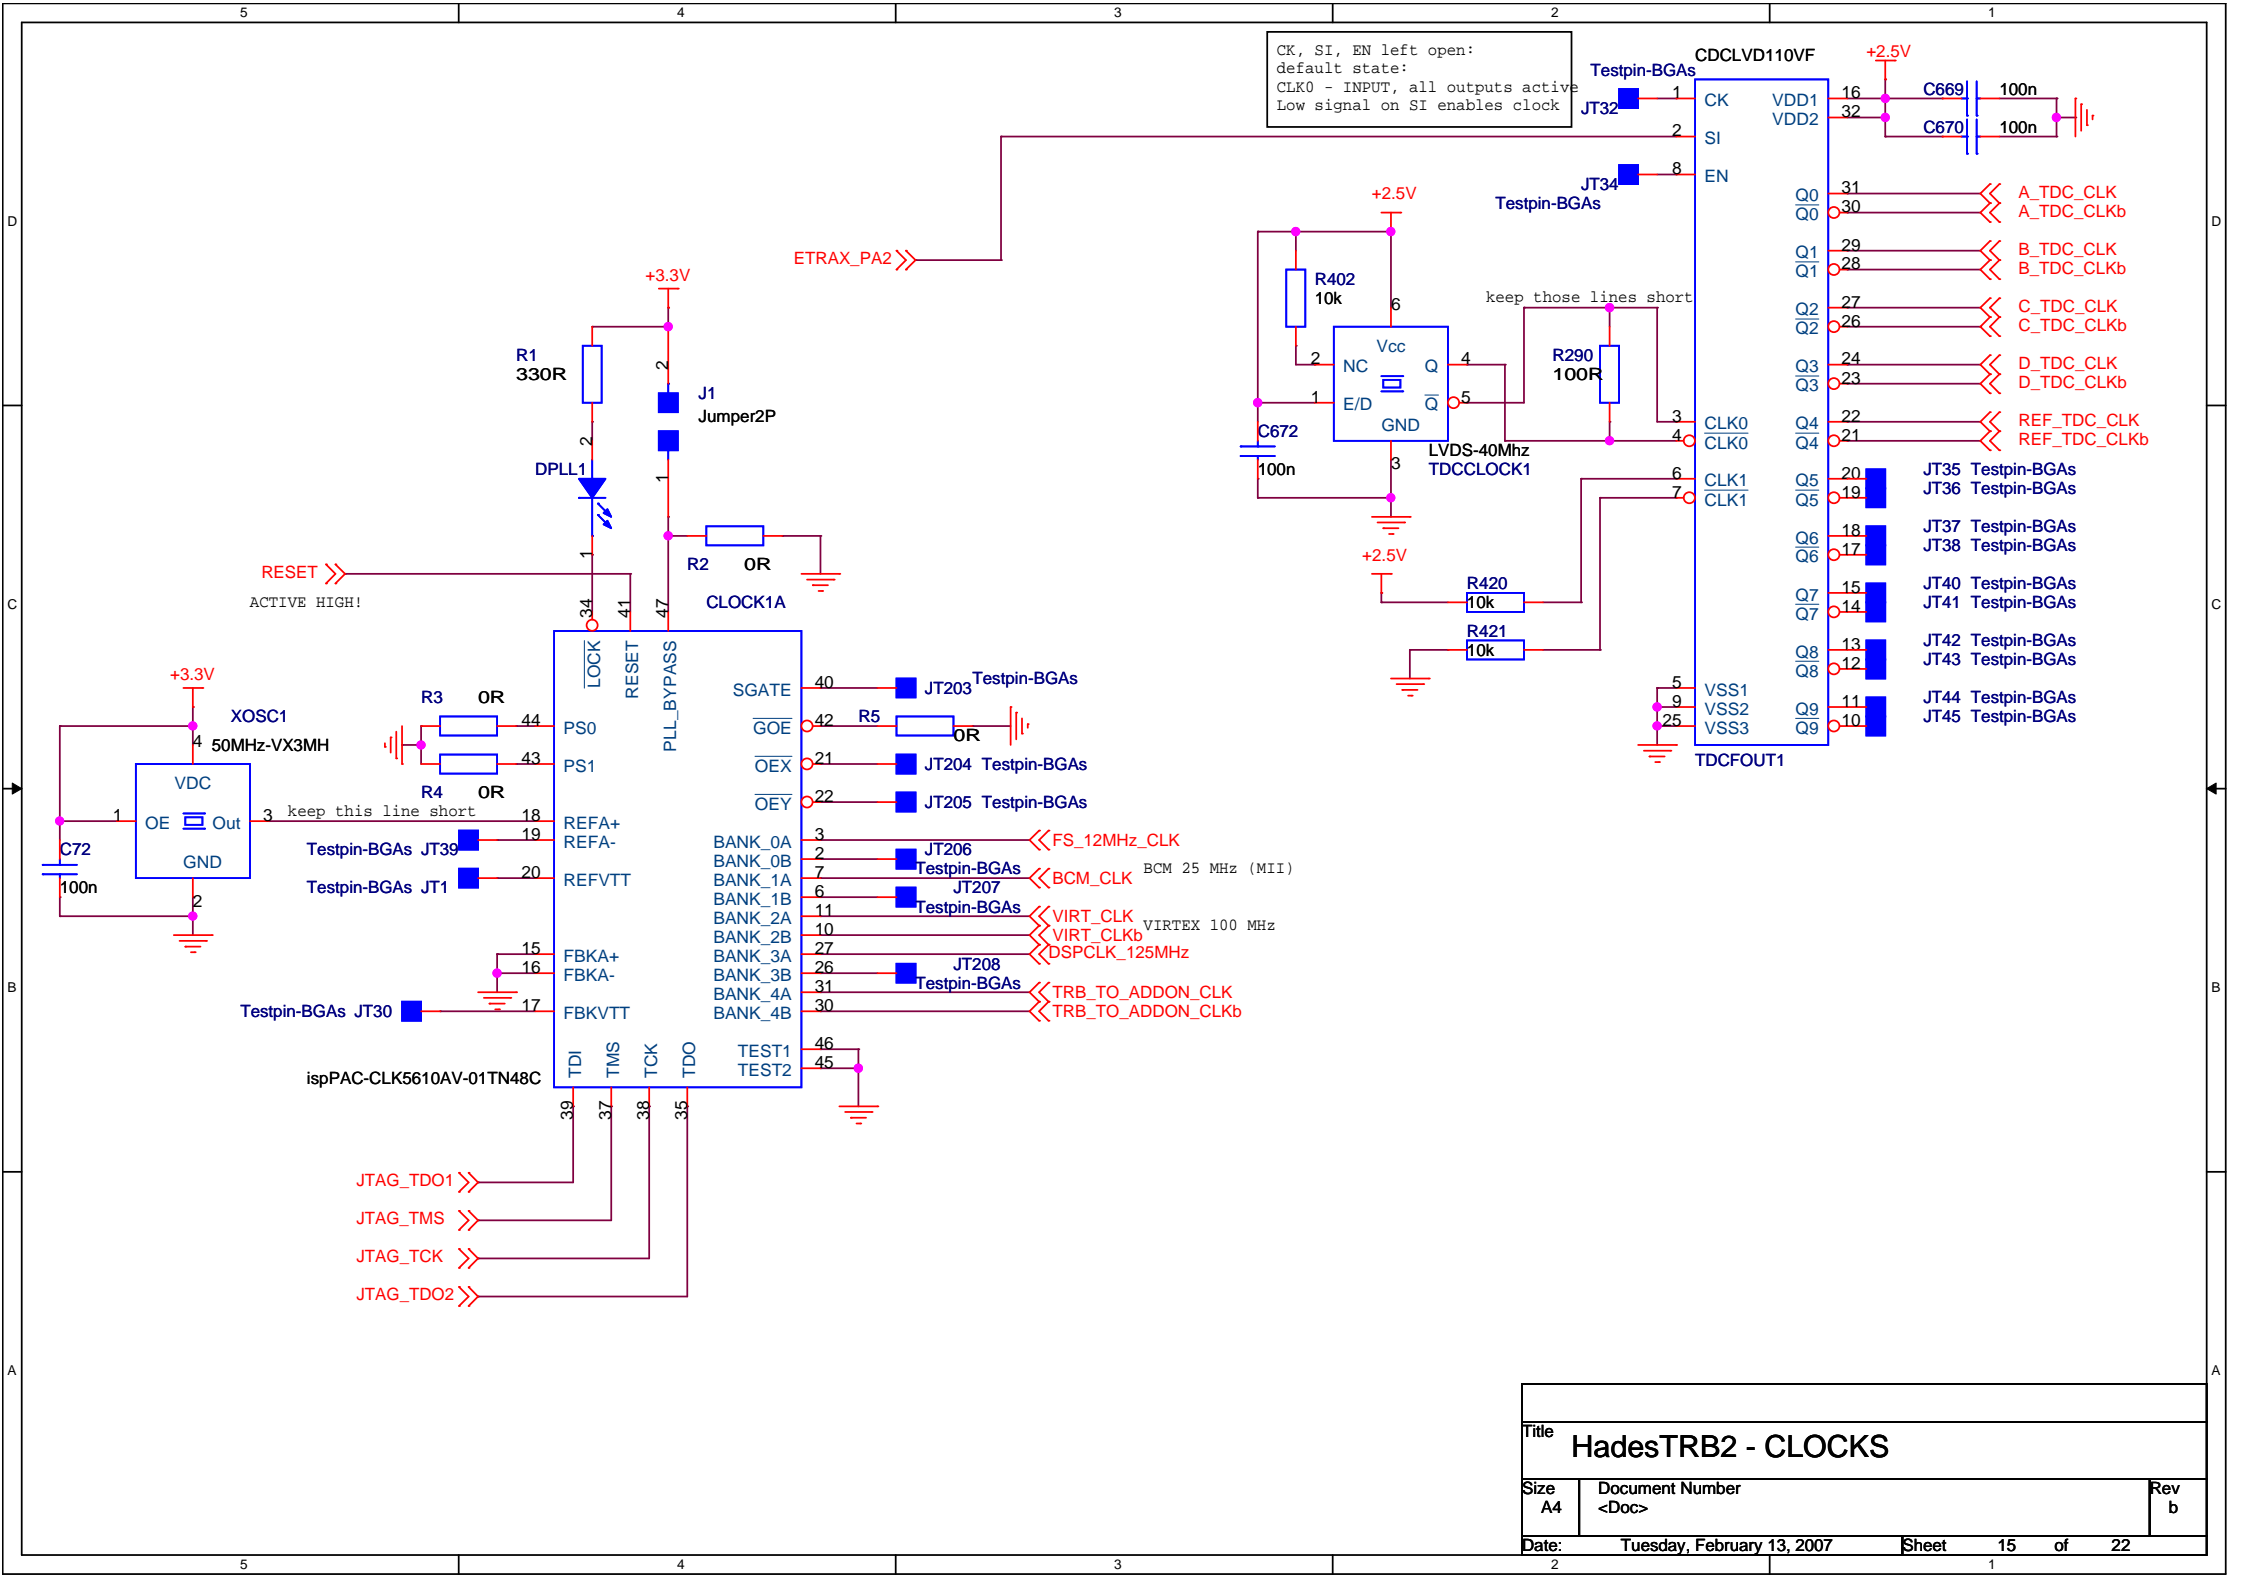 5 4 3 2 1
CK, SI, EN left open:
default state:
CLK0 - INPUT, all outputs active
Low signal on SI enables clock
CDCLVD110VF
Testpin-BGAs
JT32
1 CK
2 SI
JT34
Testpin-BGAs
8 EN
+2.5V
VDD1 16
VDD2 32
C669 100n
C670 100n
Q0 31 A_TDC_CLK
Q0 30 A_TDC_CLKb
Q1 29 B_TDC_CLK
Q1 28 B_TDC_CLKb
Q2 27 C_TDC_CLK
Q2 26 C_TDC_CLKb
Q3 24 D_TDC_CLK
Q3 23 D_TDC_CLKb
3 CLK0 Q4 22 REF_TDC_CLK
4 CLK0 Q4 21 REF_TDC_CLKb
6 CLK1 Q5 20 JT35 Testpin-BGAs
7 CLK1 Q5 19 JT36 Testpin-BGAs
Q6 18 JT37 Testpin-BGAs
Q6 17 JT38 Testpin-BGAs
Q7 15 JT40 Testpin-BGAs
Q7 14 JT41 Testpin-BGAs
Q8 13 JT42 Testpin-BGAs
Q8 12 JT43 Testpin-BGAs
5 VSS1 Q9 11 JT44 Testpin-BGAs
9 VSS2 Q9 10 JT45 Testpin-BGAs
25 VSS3
TDCFOUT1
ETRAX_PA2
+2.5V
R402
10k
keep those lines short
6
Vcc
2 NC Q 4
1 E/D Q 5
GND
3
R290
100R
C672
100n
LVDS-40Mhz
TDCCLOCK1
+2.5V
R420
10k
R421
10k
+3.3V
R1
330R
2
J1
Jumper2P
2
1
DPLL1
1
R2 0R
RESET
ACTIVE HIGH!
CLOCK1A
34 41 47
LOCK RESET PLL_BYPASS
+3.3V
XOSC1
50MHz-VX3MH
4
VDC
1 OE Out 3
GND
2
C72
100n
keep this line short
R3 0R
44 PS0
43 PS1
R4 0R
18 REFA+
Testpin-BGAs JT39 19 REFA-
Testpin-BGAs JT1 20 REFVTT
15 FBKA+
16 FBKA-
Testpin-BGAs JT30 17 FBKVTT
SGATE 40 JT203 Testpin-BGAs
GOE 42 R5 0R
OEX 21 JT204 Testpin-BGAs
OEY 22 JT205 Testpin-BGAs
BANK_0A 3 FS_12MHz_CLK
BANK_0B 2 JT206 Testpin-BGAs
BANK_1A 7 BCM_CLK BCM 25 MHz (MII)
BANK_1B 6 JT207 Testpin-BGAs
BANK_2A 11 VIRT_CLK VIRTEX 100 MHz
BANK_2B 10 VIRT_CLKb
BANK_3A 27 DSPCLK_125MHz
BANK_3B 26 JT208 Testpin-BGAs
BANK_4A 31 TRB_TO_ADDON_CLK
BANK_4B 30 TRB_TO_ADDON_CLKb
TEST1 46
TEST2 45
TDI TMS TCK TDO
ispPAC-CLK5610AV-01TN48C
39 37 38 35
JTAG_TDO1
JTAG_TMS
JTAG_TCK
JTAG_TDO2
D D
C C
B B
A A
Title
HadesTRB2 - CLOCKS
Size Document Number Rev
A4 <Doc> b
Date: Tuesday, February 13, 2007 Sheet 15 of 22
5 4 3 2 1